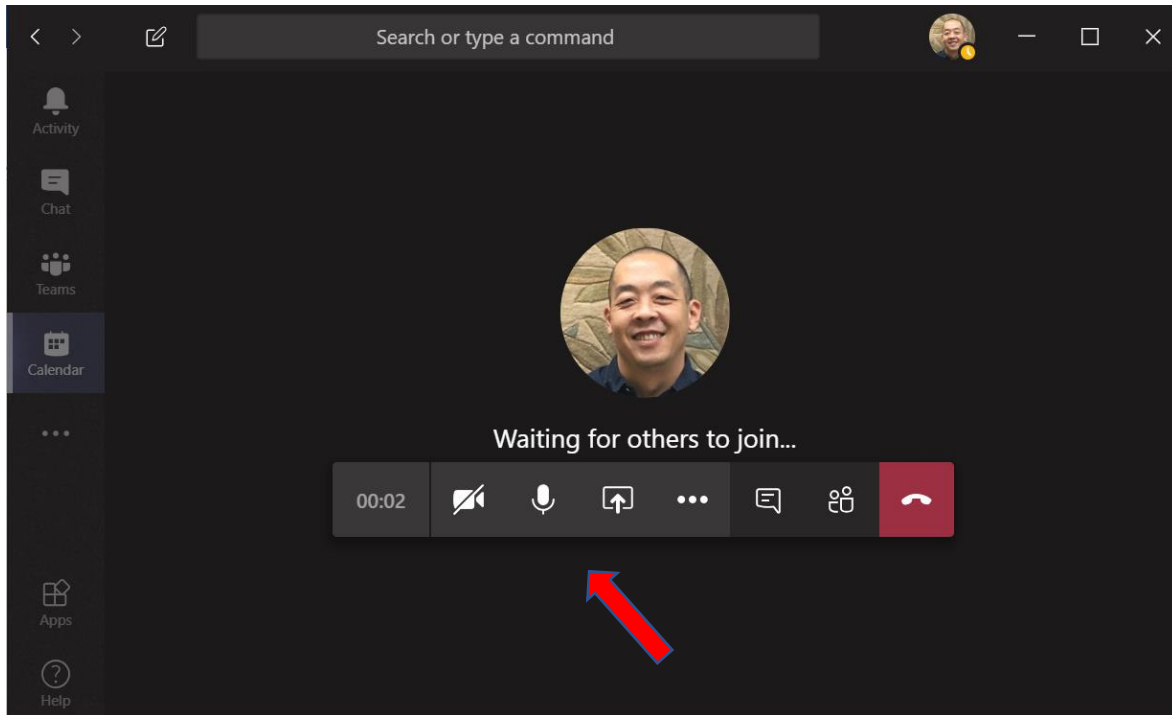 Search or type a command
Activity
Chat
Teams
Calendar
Waiting for others to join...
00:02
Apps
Help